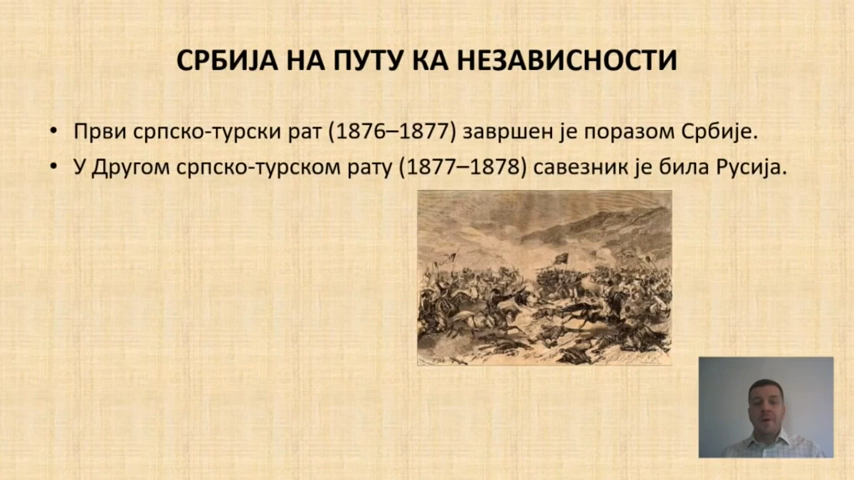 СРБИЈА НА ПУТУ КА НЕЗАВИСНОСТИ
• Први српско-турски рат (1876–1877) завршен је поразом Србије.
• У Другом српско-турском рату (1877–1878) савезник је била Русија.